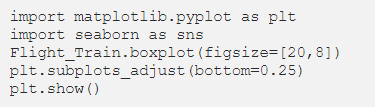 import matplotlib.pyplot as plt
import seaborn as sns
Flight_Train.boxplot(figsize=[20,8])
plt.subplots_adjust(bottom=0.25)
plt.show()